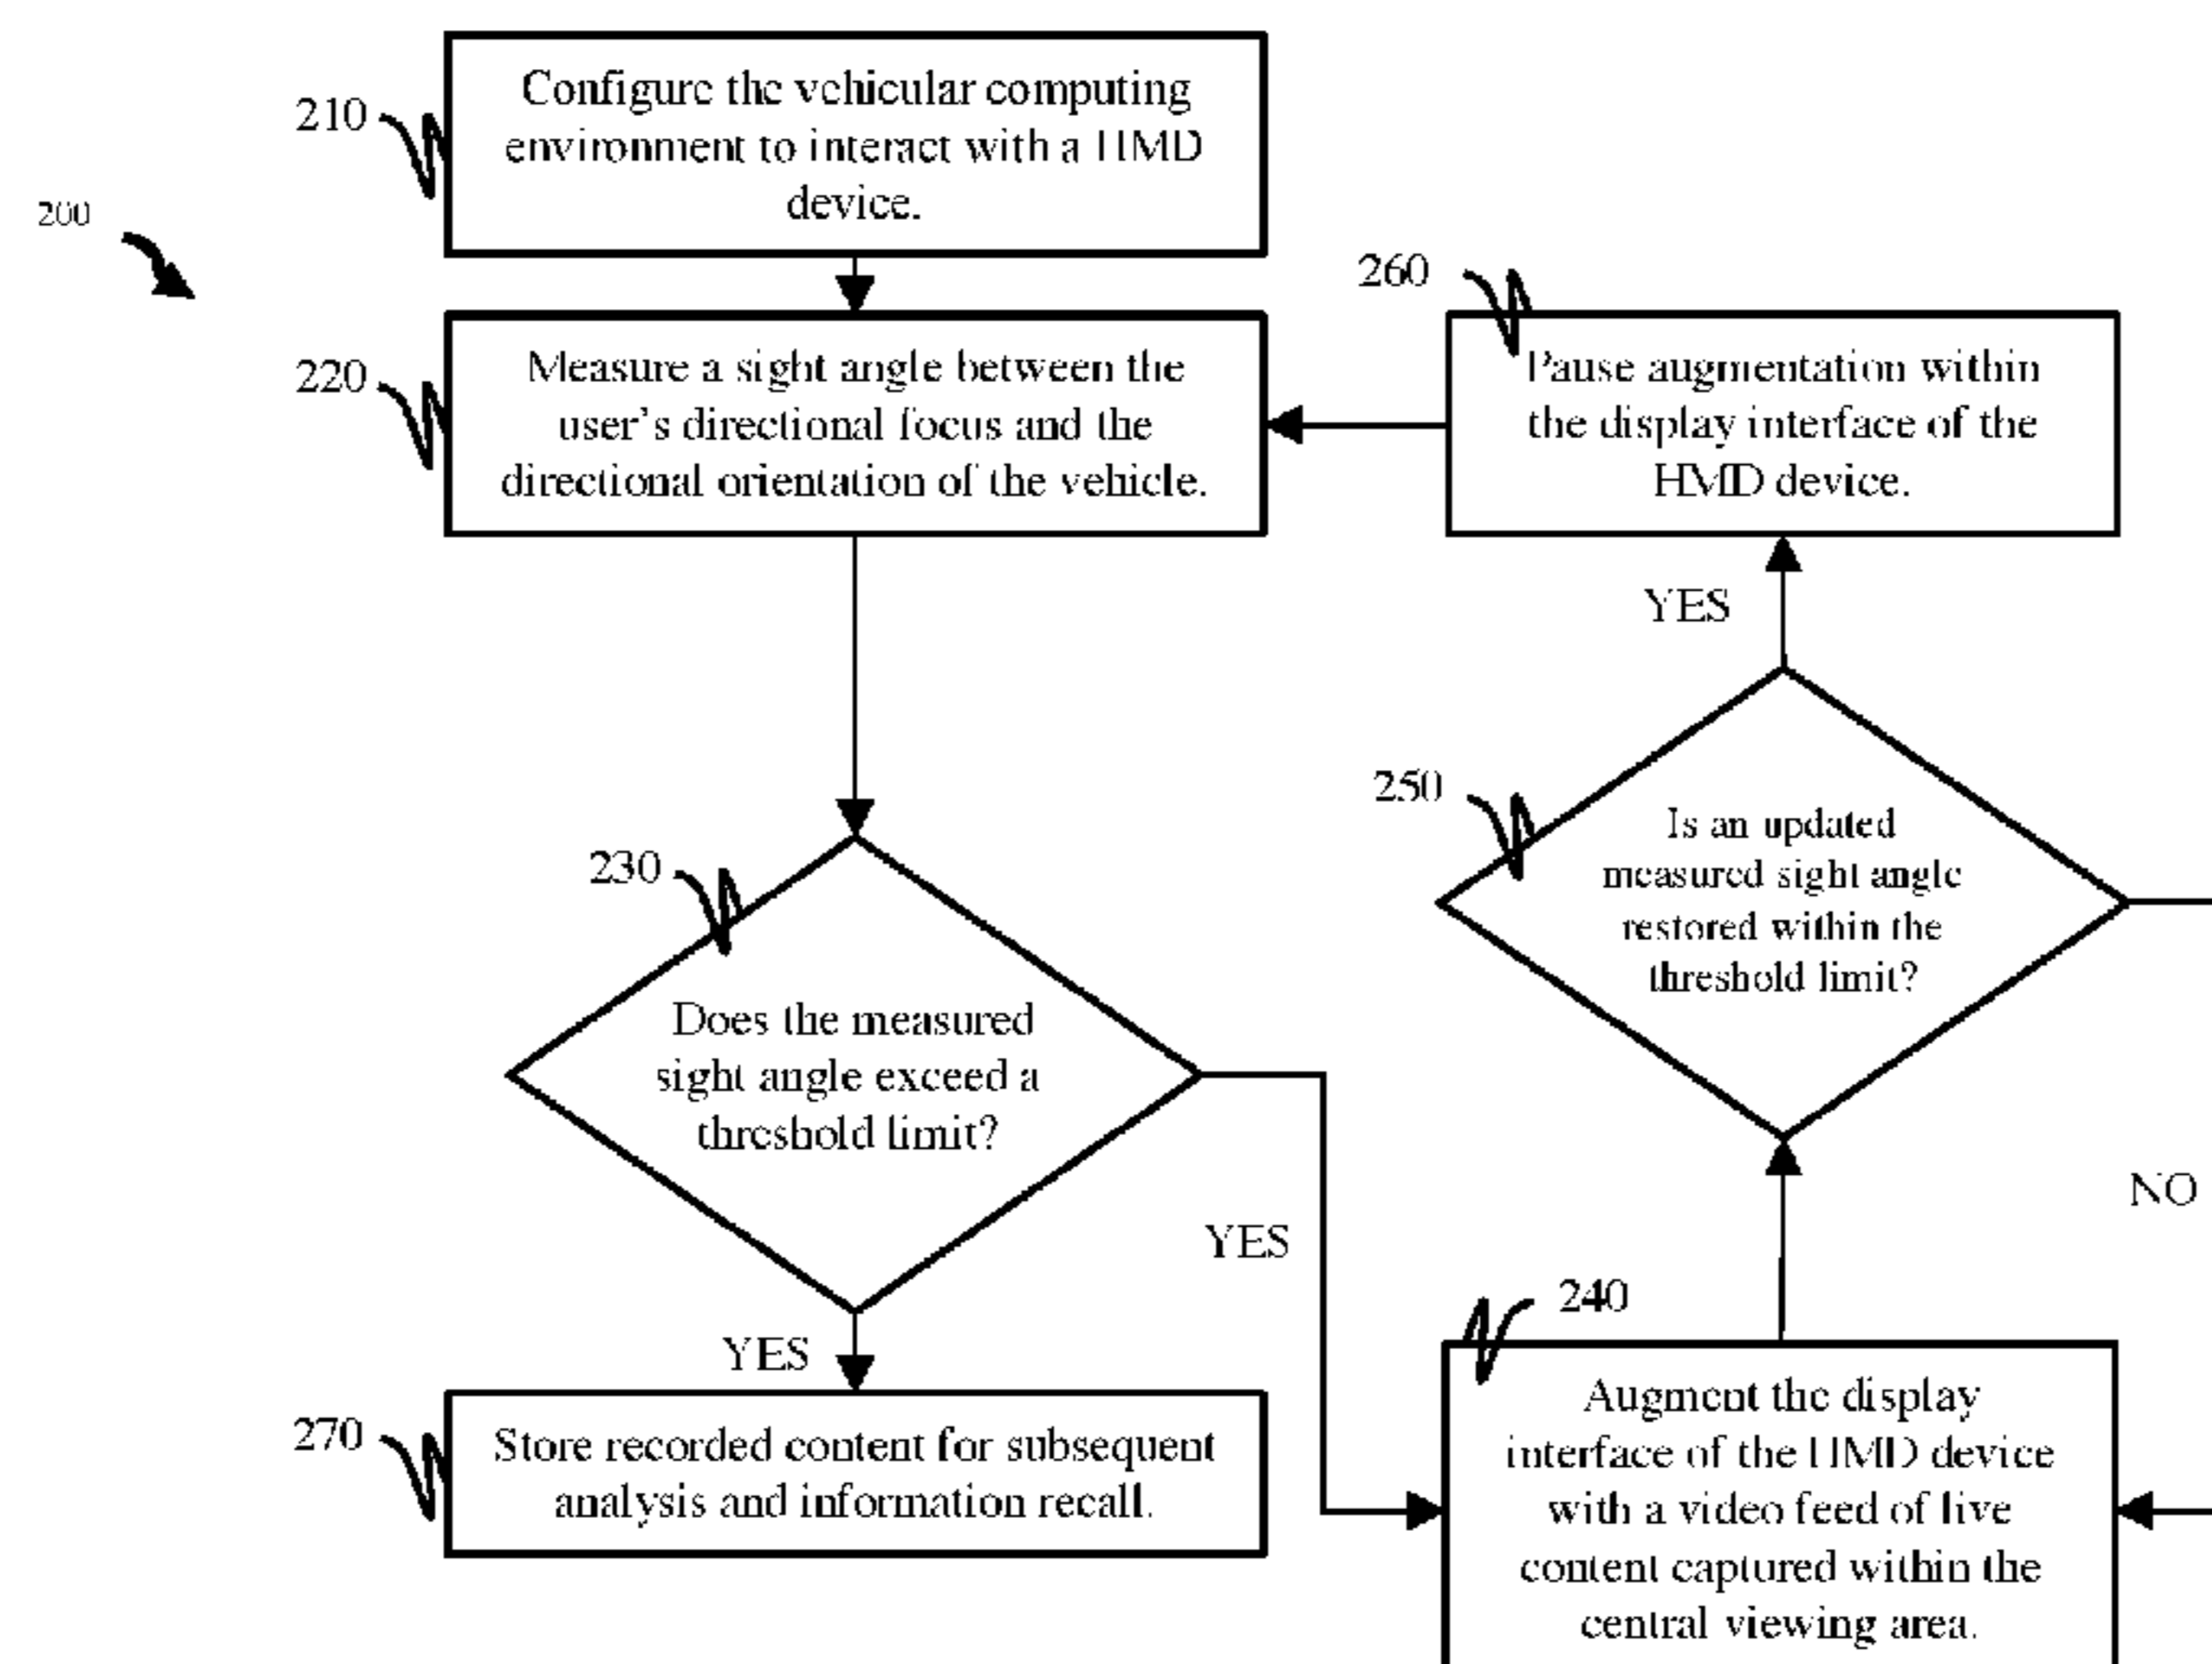 210
Configure the vehicular computing
environment to interact with a HMD
device.
200
260
220
Measure a sight angle between the
user's directional focus and the
directional orientation of the vehicle.
Pause augmentation within
the display interface of the
HMD device.
YES
250
Is an updated
measured sight angle
restored within the
threshold limit?
230
Does the measured
sight angle exceed a
threshold limit?
YES
NO
YES
240
270
Store recorded content for subsequent
analysis and information recall.
Augment the display
interface of the HMD device
with a video feed of live
content captured within the
central viewing area.